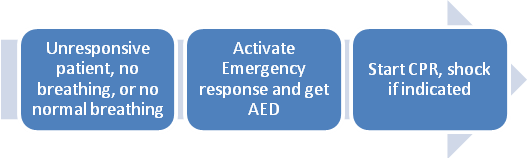 Unresponsive
patient, no
breathing, or no
normal breathing
Activate
Emergency
response and get
AED
Start CPR, shock
if indicated